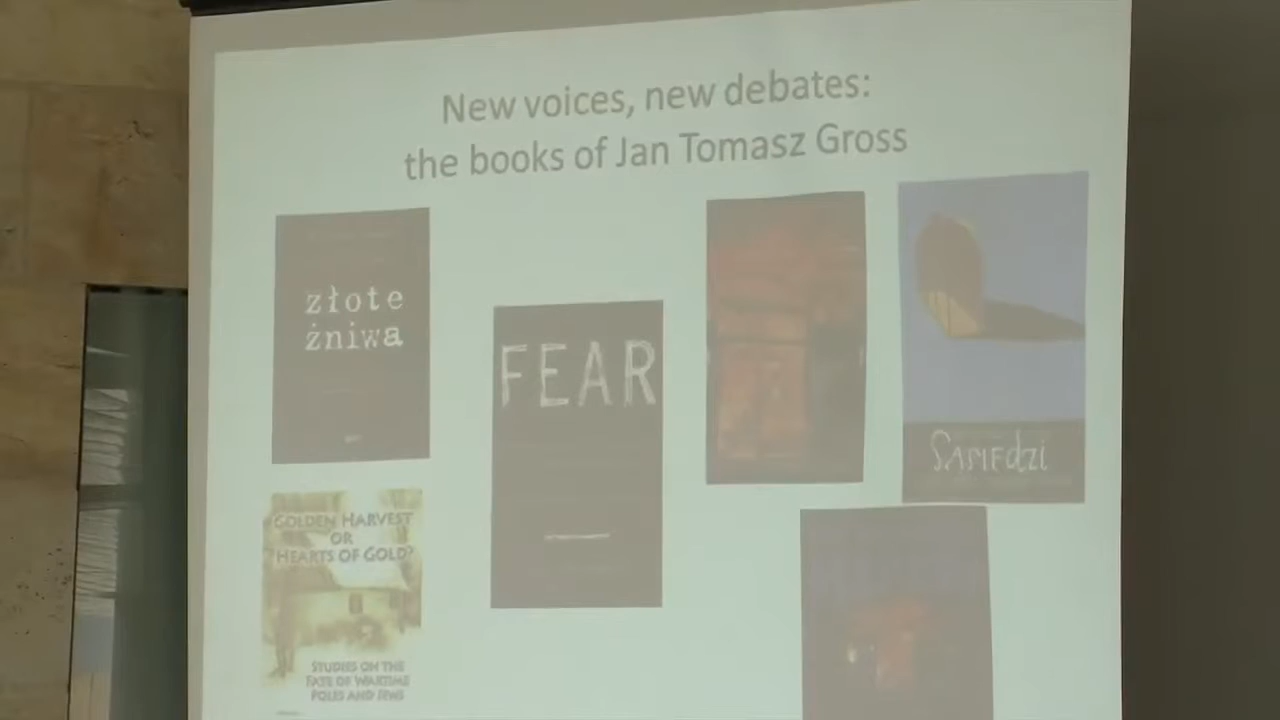 New voices, new debates:
the books of Jan Tomasz Gross
złote
żniwa
FEAR
SĄSIEdzi
GOLDEN HARVEST
OR
HEARTS OF GOLD?
STUDIES ON THE
FATE OF WARTIME
POLES AND JEWS